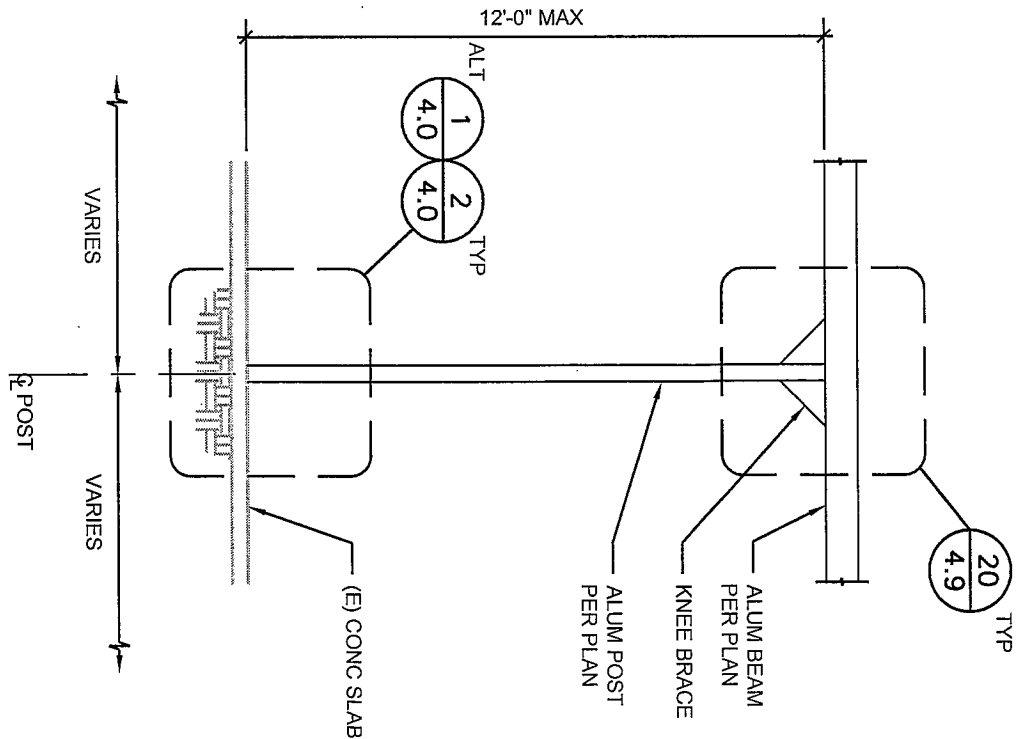 12'-0" MAX
ALT
1
4.0
2
4.0
TYP
VARIES
VARIES
℄ POST
(E) CONC SLAB
ALUM POST
PER PLAN
KNEE BRACE
ALUM BEAM
PER PLAN
20
4.9
TYP